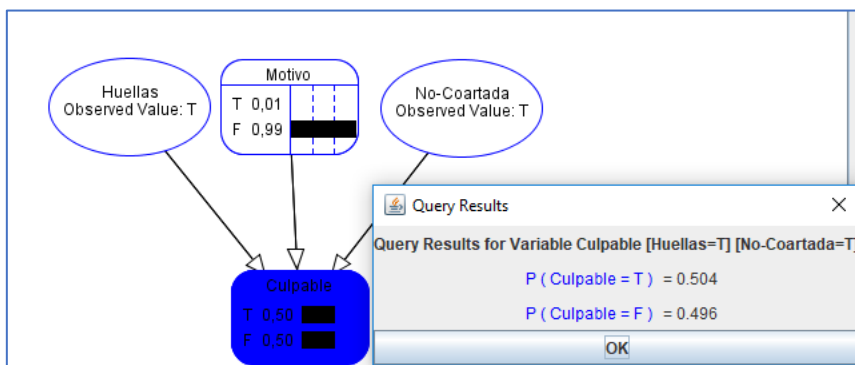 Huellas
Observed Value: T
Motivo
T 0,01
F 0,99
No-Coartada
Observed Value: T
Culpable
T 0,50
F 0,50
Query Results
Query Results for Variable Culpable [Huellas=T] [No-Coartada=T]
P ( Culpable = T ) = 0.504
P ( Culpable = F ) = 0.496
OK